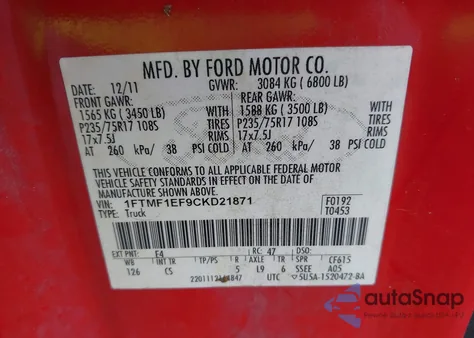 MFD. BY FORD MOTOR CO.
DATE: 12/11 GVWR: 3084 KG (6800 LB)
FRONT GAWR: REAR GAWR:
1565 KG (3450 LB) WITH 1588 KG (3500 LB) WITH
P235/75R17 108S TIRES P235/75R17 108S TIRES
17x7.5J RIMS 17x7.5J RIMS
AT 260 kPa/ 38 PSI COLD AT 260 kPa/ 38 PSI COLD
THIS VEHICLE CONFORMS TO ALL APPLICABLE FEDERAL MOTOR
VEHICLE SAFETY STANDARDS IN EFFECT ON THE DATE OF
MANUFACTURE SHOWN ABOVE.
VIN: 1FTMF1EF9CKD21871 F0192
TYPE: Truck T0453
EXT PNT: E4 RC: 47 DSO:
WB INT TR TP/PS R AXLE TR SPR CF615
126 CS 5 L9 6 SSEE A05
UTC 5U5A-1520472-BA
autoSnap